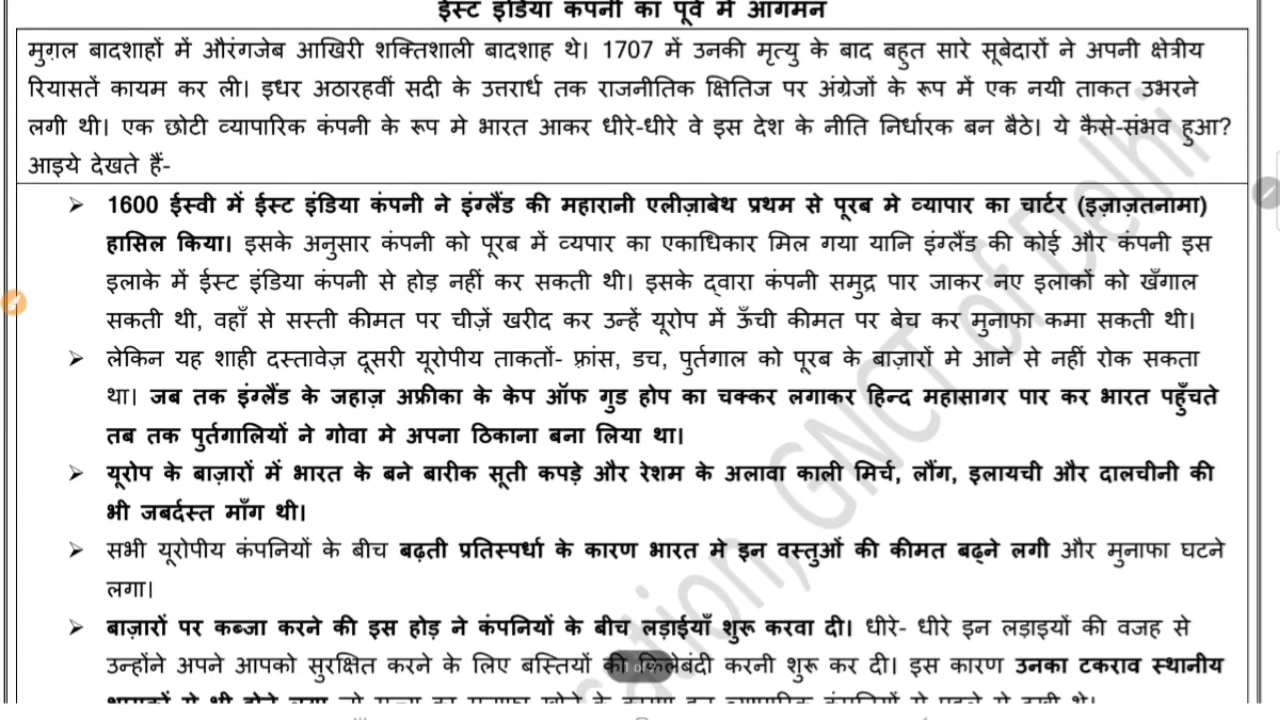 ईस्ट इंडिया कंपनी का पूर्व में आगमन
मुग़ल बादशाहों में औरंगजेब आखिरी शक्तिशाली बादशाह थे। 1707 में उनकी मृत्यु के बाद बहुत सारे सूबेदारों ने अपनी क्षेत्रीय
रियासतें कायम कर ली। इधर अठारहवीं सदी के उत्तरार्ध तक राजनीतिक क्षितिज पर अंग्रेजों के रूप में एक नयी ताकत उभरने
लगी थी। एक छोटी व्यापारिक कंपनी के रूप मे भारत आकर धीरे-धीरे वे इस देश के नीति निर्धारक बन बैठे। ये कैसे-संभव हुआ?
आइये देखते हैं-
➢ 1600 ईस्वी में ईस्ट इंडिया कंपनी ने इंग्लैंड की महारानी एलीज़ाबेथ प्रथम से पूरब मे व्यापार का चार्टर (इज़ाज़तनामा)
हासिल किया। इसके अनुसार कंपनी को पूरब में व्यपार का एकाधिकार मिल गया यानि इंग्लैंड की कोई और कंपनी इस
इलाके में ईस्ट इंडिया कंपनी से होड़ नहीं कर सकती थी। इसके द्वारा कंपनी समुद्र पार जाकर नए इलाकों को खँगाल
सकती थी, वहाँ से सस्ती कीमत पर चीज़ें खरीद कर उन्हें यूरोप में ऊँची कीमत पर बेच कर मुनाफा कमा सकती थी।
➢ लेकिन यह शाही दस्तावेज़ दूसरी यूरोपीय ताकतों- फ़्रांस, डच, पुर्तगाल को पूरब के बाज़ारों मे आने से नहीं रोक सकता
था। जब तक इंग्लैंड के जहाज़ अफ्रीका के केप ऑफ गुड होप का चक्कर लगाकर हिन्द महासागर पार कर भारत पहुँचते
तब तक पुर्तगालियों ने गोवा मे अपना ठिकाना बना लिया था।
➢ यूरोप के बाज़ारों में भारत के बने बारीक सूती कपड़े और रेशम के अलावा काली मिर्च, लौंग, इलायची और दालचीनी की
भी जबर्दस्त माँग थी।
➢ सभी यूरोपीय कंपनियों के बीच बढ़ती प्रतिस्पर्धा के कारण भारत मे इन वस्तुओं की कीमत बढ्ने लगी और मुनाफा घटने
लगा।
➢ बाज़ारों पर कब्जा करने की इस होड़ ने कंपनियों के बीच लड़ाईयाँ शुरू करवा दी। धीरे- धीरे इन लड़ाइयों की वजह से
उन्होंने अपने आपको सुरक्षित करने के लिए बस्तियों की किलेबंदी करनी शुरू कर दी। इस कारण उनका टकराव स्थानीय
GNCT of Delhi